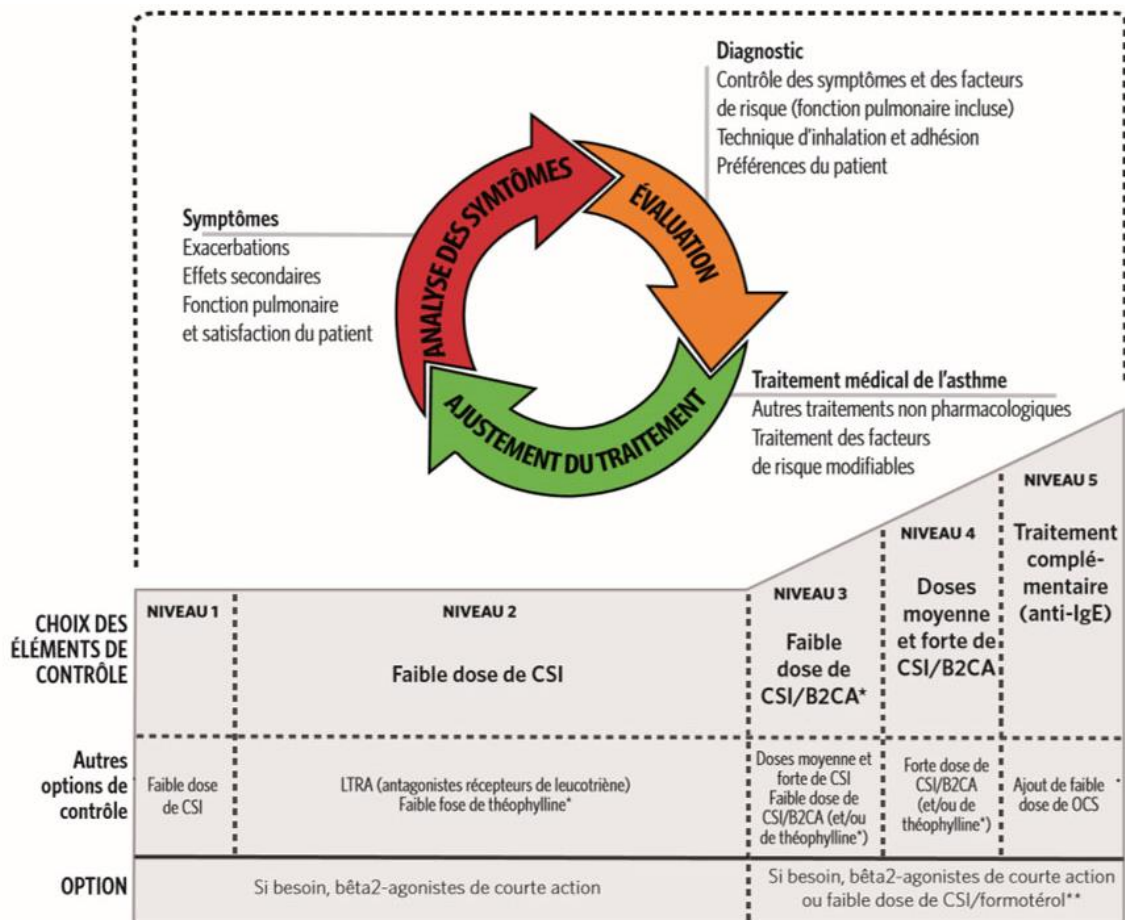 Diagnostic
Contrôle des symptômes et des facteurs
de risque (fonction pulmonaire incluse)
Technique d'inhalation et adhésion
Préférences du patient
Symptômes
Exacerbations
Effets secondaires
Fonction pulmonaire
et satisfaction du patient
ANALYSE DES SYMTÔMES
ÉVALUATION
AJUSTEMENT DU TRAITEMENT
Traitement médical de l'asthme
Autres traitements non pharmacologiques
Traitement des facteurs
de risque modifiables
CHOIX DES
ÉLÉMENTS DE
CONTRÔLE
NIVEAU 1
NIVEAU 2
Faible dose de CSI
NIVEAU 3
Faible
dose de
CSI/B2CA*
NIVEAU 4
Doses
moyenne
et forte de
CSI/B2CA
NIVEAU 5
Traitement
complé-
mentaire
(anti-IgE)
Autres
options de
contrôle
Faible dose
de CSI
LTRA (antagonistes récepteurs de leucotriène)
Faible fose de théophylline*
Doses moyenne et
forte de CSI
Faible dose de
CSI/B2CA (et/ou
de théophylline*)
Forte dose de
CSI/B2CA
(et/ou de
théophylline*)
Ajout de faible *
dose de OCS
OPTION
Si besoin, bêta2-agonistes de courte action
Si besoin, bêta2-agonistes de courte action
ou faible dose de CSI/formotérol**